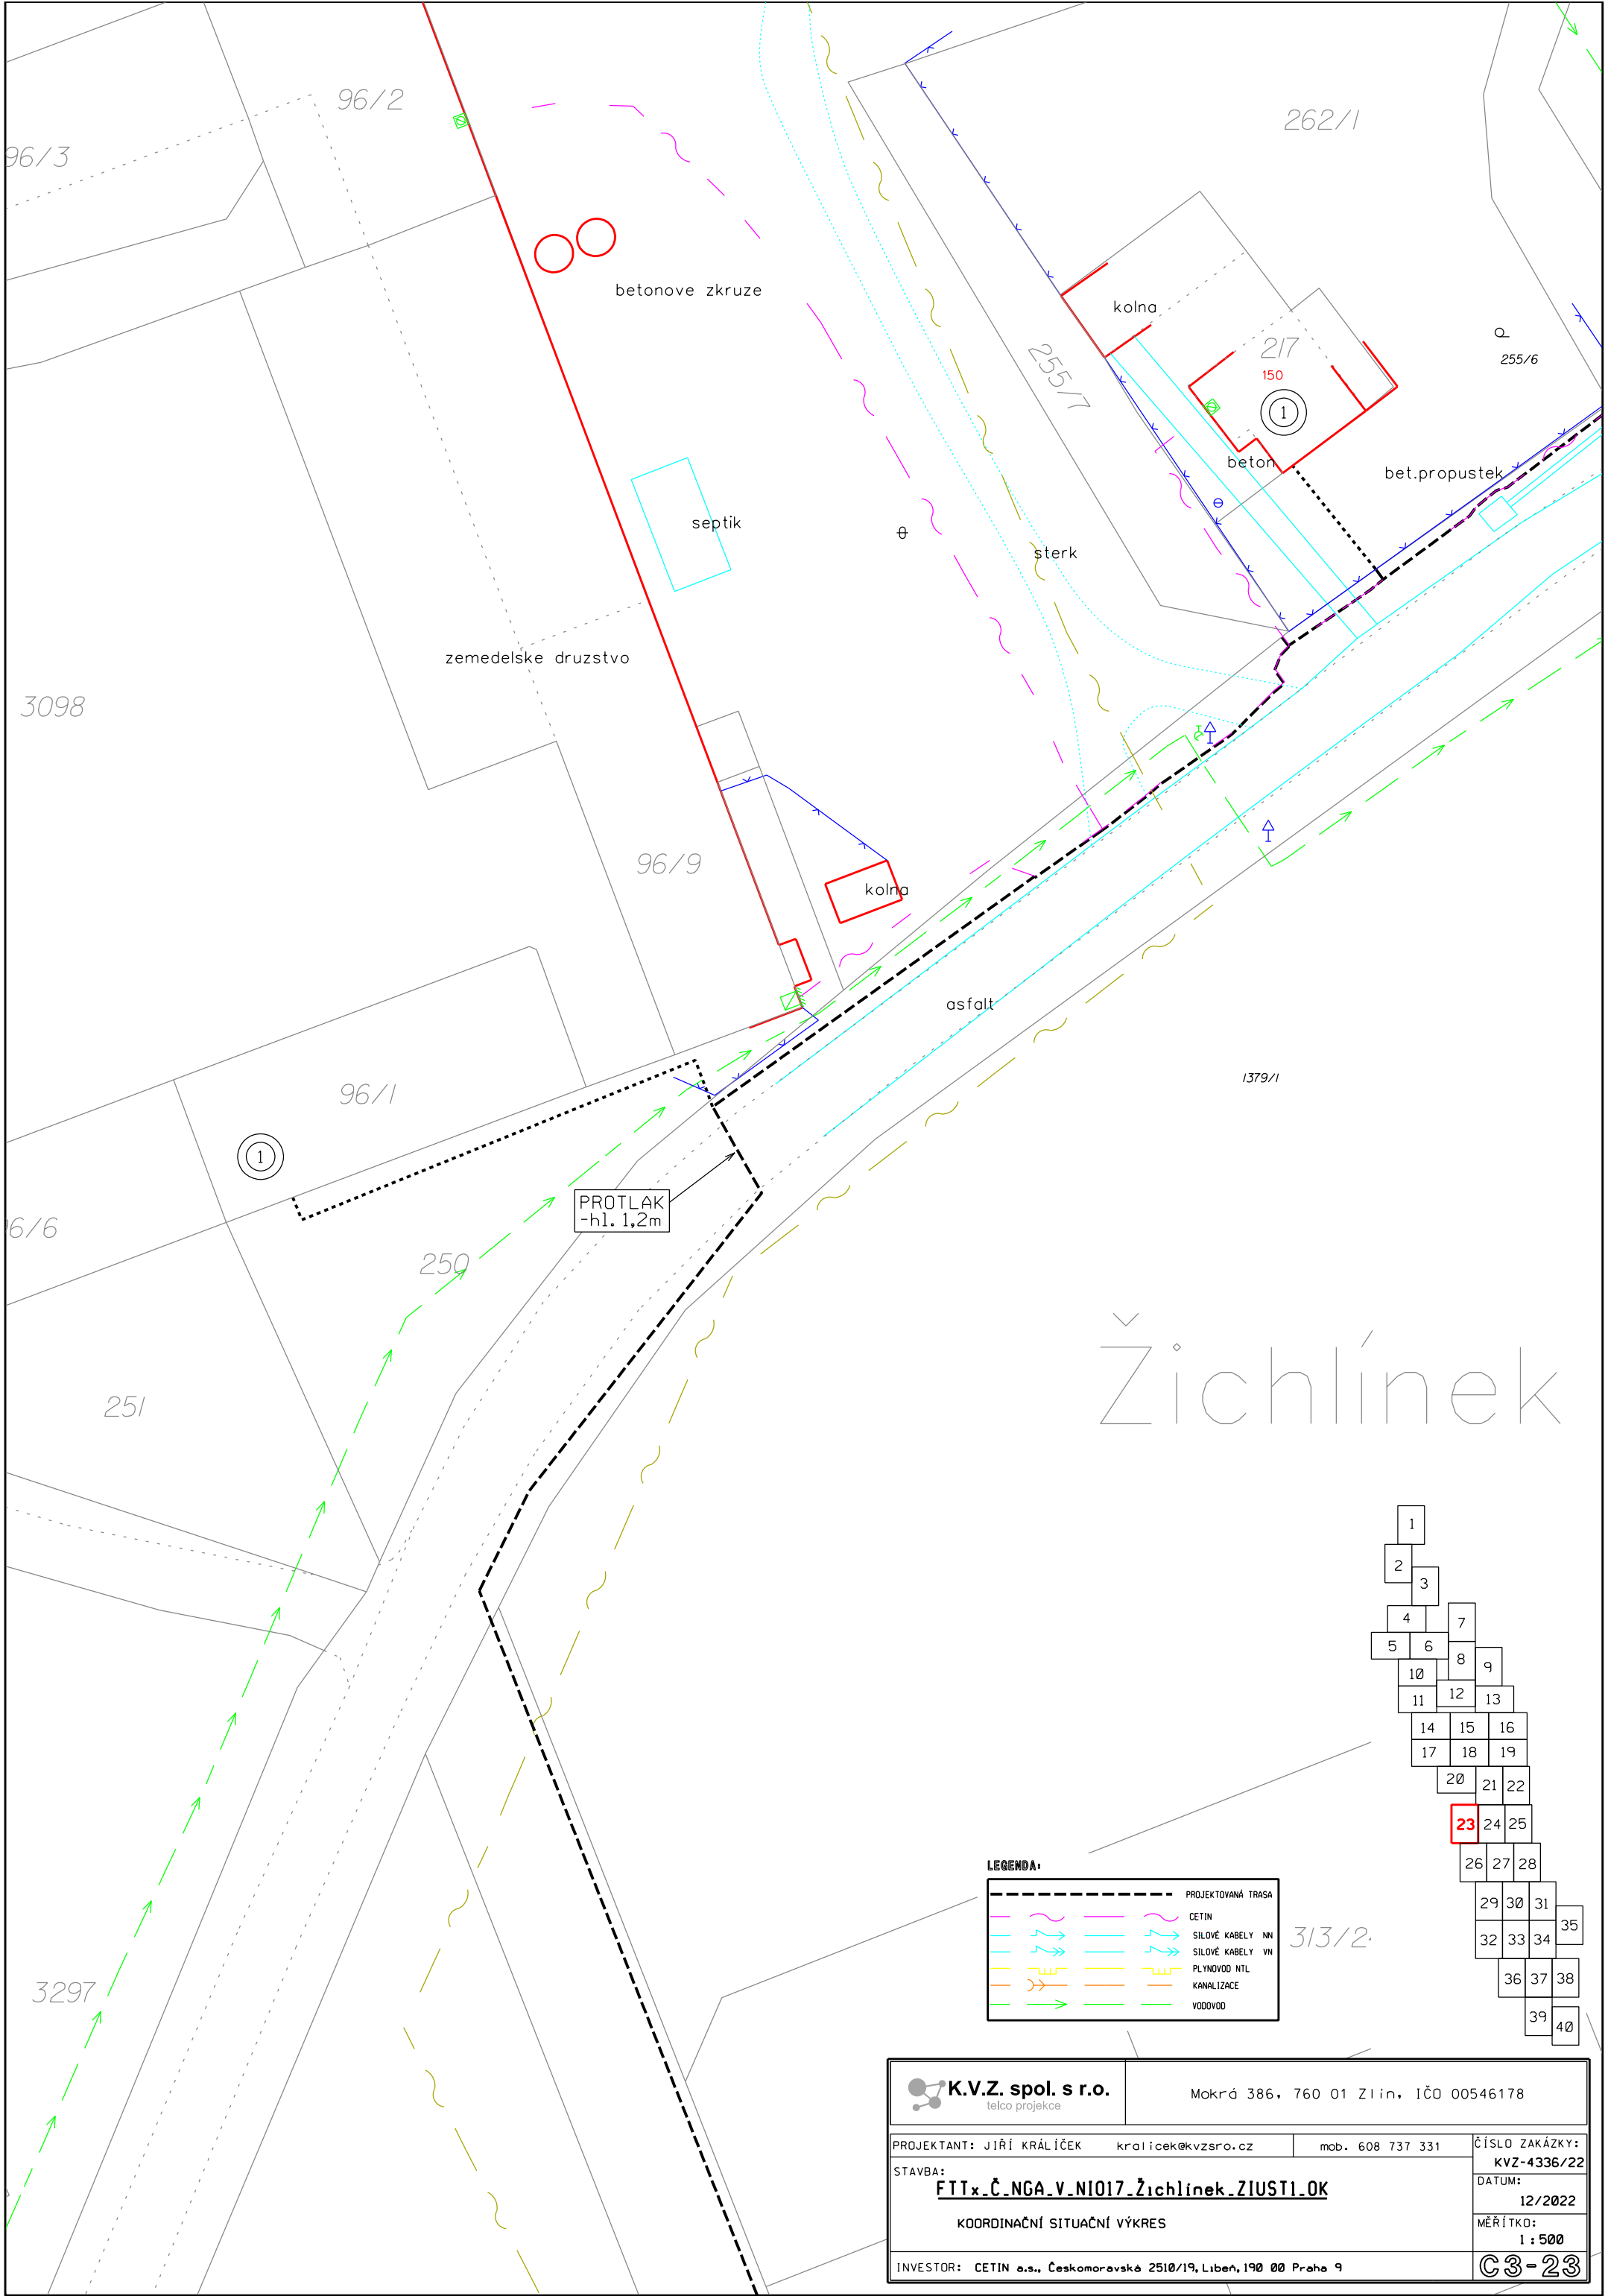 96/2
262/1
96/3
betonove zkruze
kolna
217
150
1
255/6
255/7
beton
bet.propustek
septik
sterk
zemedelske druzstvo
3098
96/9
kolna
asfalt
1379/1
96/1
1
PROTLAK
-hl. 1,2m
96/6
250
Žichlínek
251
1
2
3
4
7
5
6
8
9
10
11
12
13
14
15
16
17
18
19
20
21
22
23
24
25
26
27
28
29
30
31
35
32
33
34
36
37
38
39
40
LEGENDA:
PROJEKTOVANÁ TRASA
CETIN
SILOVÉ KABELY NN
SILOVÉ KABELY VN
PLYNOVOD NTL
KANALIZACE
VODOVOD
313/2
3297
K.V.Z. spol. s r.o.
telco projekce
Mokrá 386, 760 01 Zlín, IČO 00546178
PROJEKTANT: JIŘÍ KRÁLÍČEK kralicek@kvzsro.cz mob. 608 737 331
ČÍSLO ZAKÁZKY:
KVZ-4336/22
STAVBA:
FTTx_Č_NGA_V_NIO17_Žichlínek_ZIUST1_OK
DATUM:
12/2022
KOORDINAČNÍ SITUAČNÍ VÝKRES
MĚŘÍTKO:
1 : 500
INVESTOR: CETIN a.s., Českomoravská 2510/19, Libeň, 190 00 Praha 9
C3-23